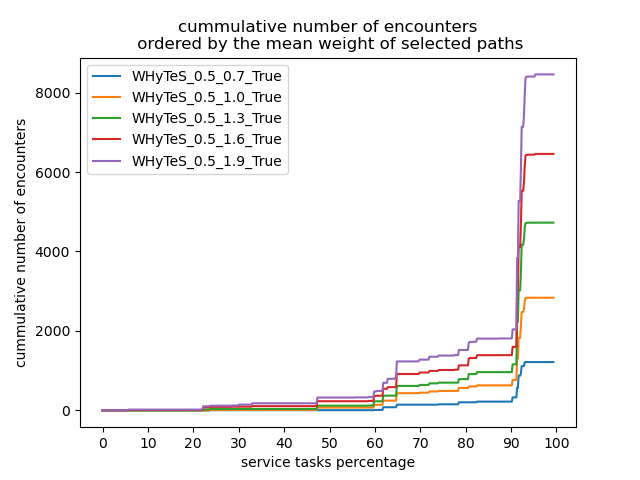 cummulative number of encounters
ordered by the mean weight of selected paths
WHyTeS_0.5_0.7_True
WHyTeS_0.5_1.0_True
WHyTeS_0.5_1.3_True
WHyTeS_0.5_1.6_True
WHyTeS_0.5_1.9_True
cummulative number of encounters
8000
6000
4000
2000
0
0 10 20 30 40 50 60 70 80 90 100
service tasks percentage